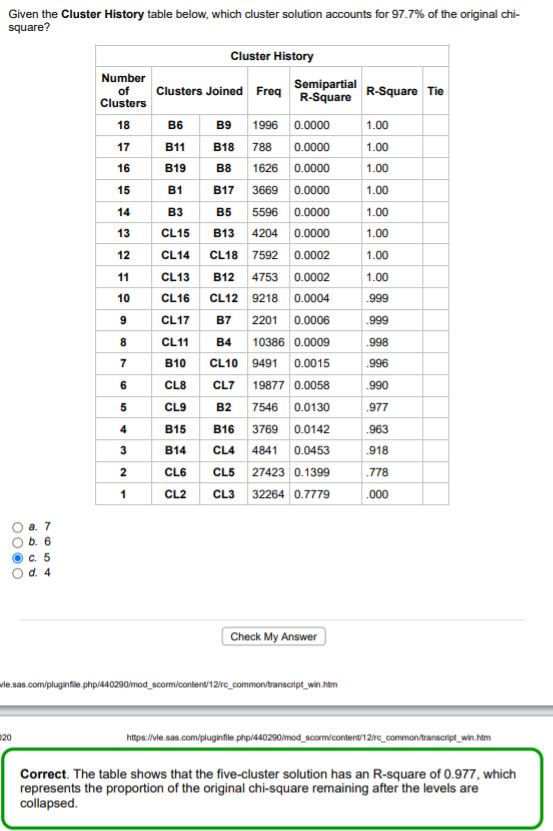 Given the Cluster History table below, which cluster solution accounts for 97.7% of the original chi-
square?
Cluster History
Number of Clusters Clusters Joined Freq Semipartial R-Square R-Square Tie
18 B6 B9 1996 0.0000 1.00
17 B11 B18 788 0.0000 1.00
16 B19 B8 1626 0.0000 1.00
15 B1 B17 3669 0.0000 1.00
14 B3 B5 5596 0.0000 1.00
13 CL15 B13 4204 0.0000 1.00
12 CL14 CL18 7592 0.0002 1.00
11 CL13 B12 4753 0.0002 1.00
10 CL16 CL12 9218 0.0004 .999
9 CL17 B7 2201 0.0006 .999
8 CL11 B4 10386 0.0009 .998
7 B10 CL10 9491 0.0015 .996
6 CL8 CL7 19877 0.0058 .990
5 CL9 B2 7546 0.0130 .977
4 B15 B16 3769 0.0142 .963
3 B14 CL4 4841 0.0453 .918
2 CL6 CL5 27423 0.1399 .778
1 CL2 CL3 32264 0.7779 .000
a. 7
b. 6
c. 5
d. 4
Check My Answer
vle.sas.com/pluginfile.php/440290/mod_scorm/content/12/rc_common/transcript_win.htm
020 https://vle.sas.com/pluginfile.php/440290/mod_scorm/content/12/rc_common/transcript_win.htm
Correct. The table shows that the five-cluster solution has an R-square of 0.977, which
represents the proportion of the original chi-square remaining after the levels are
collapsed.